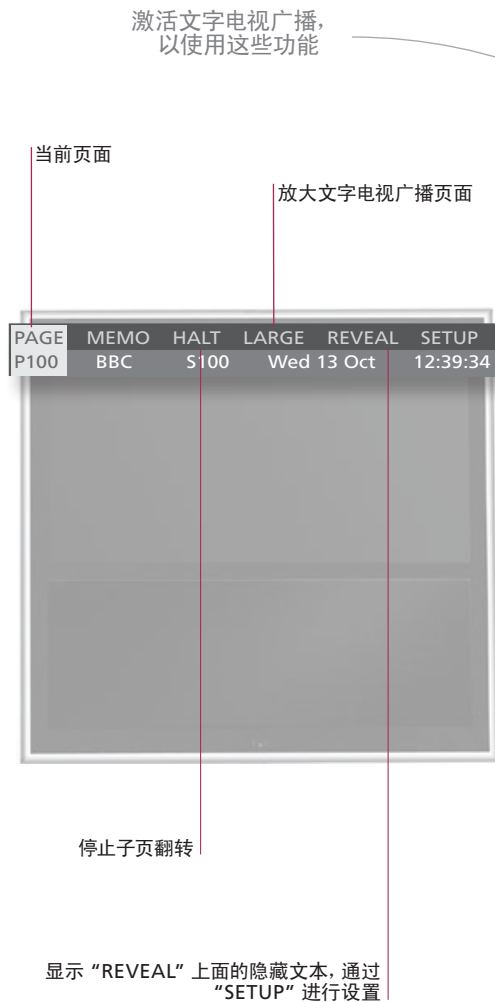 激活文字电视广播，
以使用这些功能
当前页面
放大文字电视广播页面
PAGE MEMO HALT LARGE REVEAL SETUP
P100 BBC S100 Wed 13 Oct 12:39:34
停止子页翻转
显示 “REVEAL” 上面的隐藏文本，通过
“SETUP” 进行设置